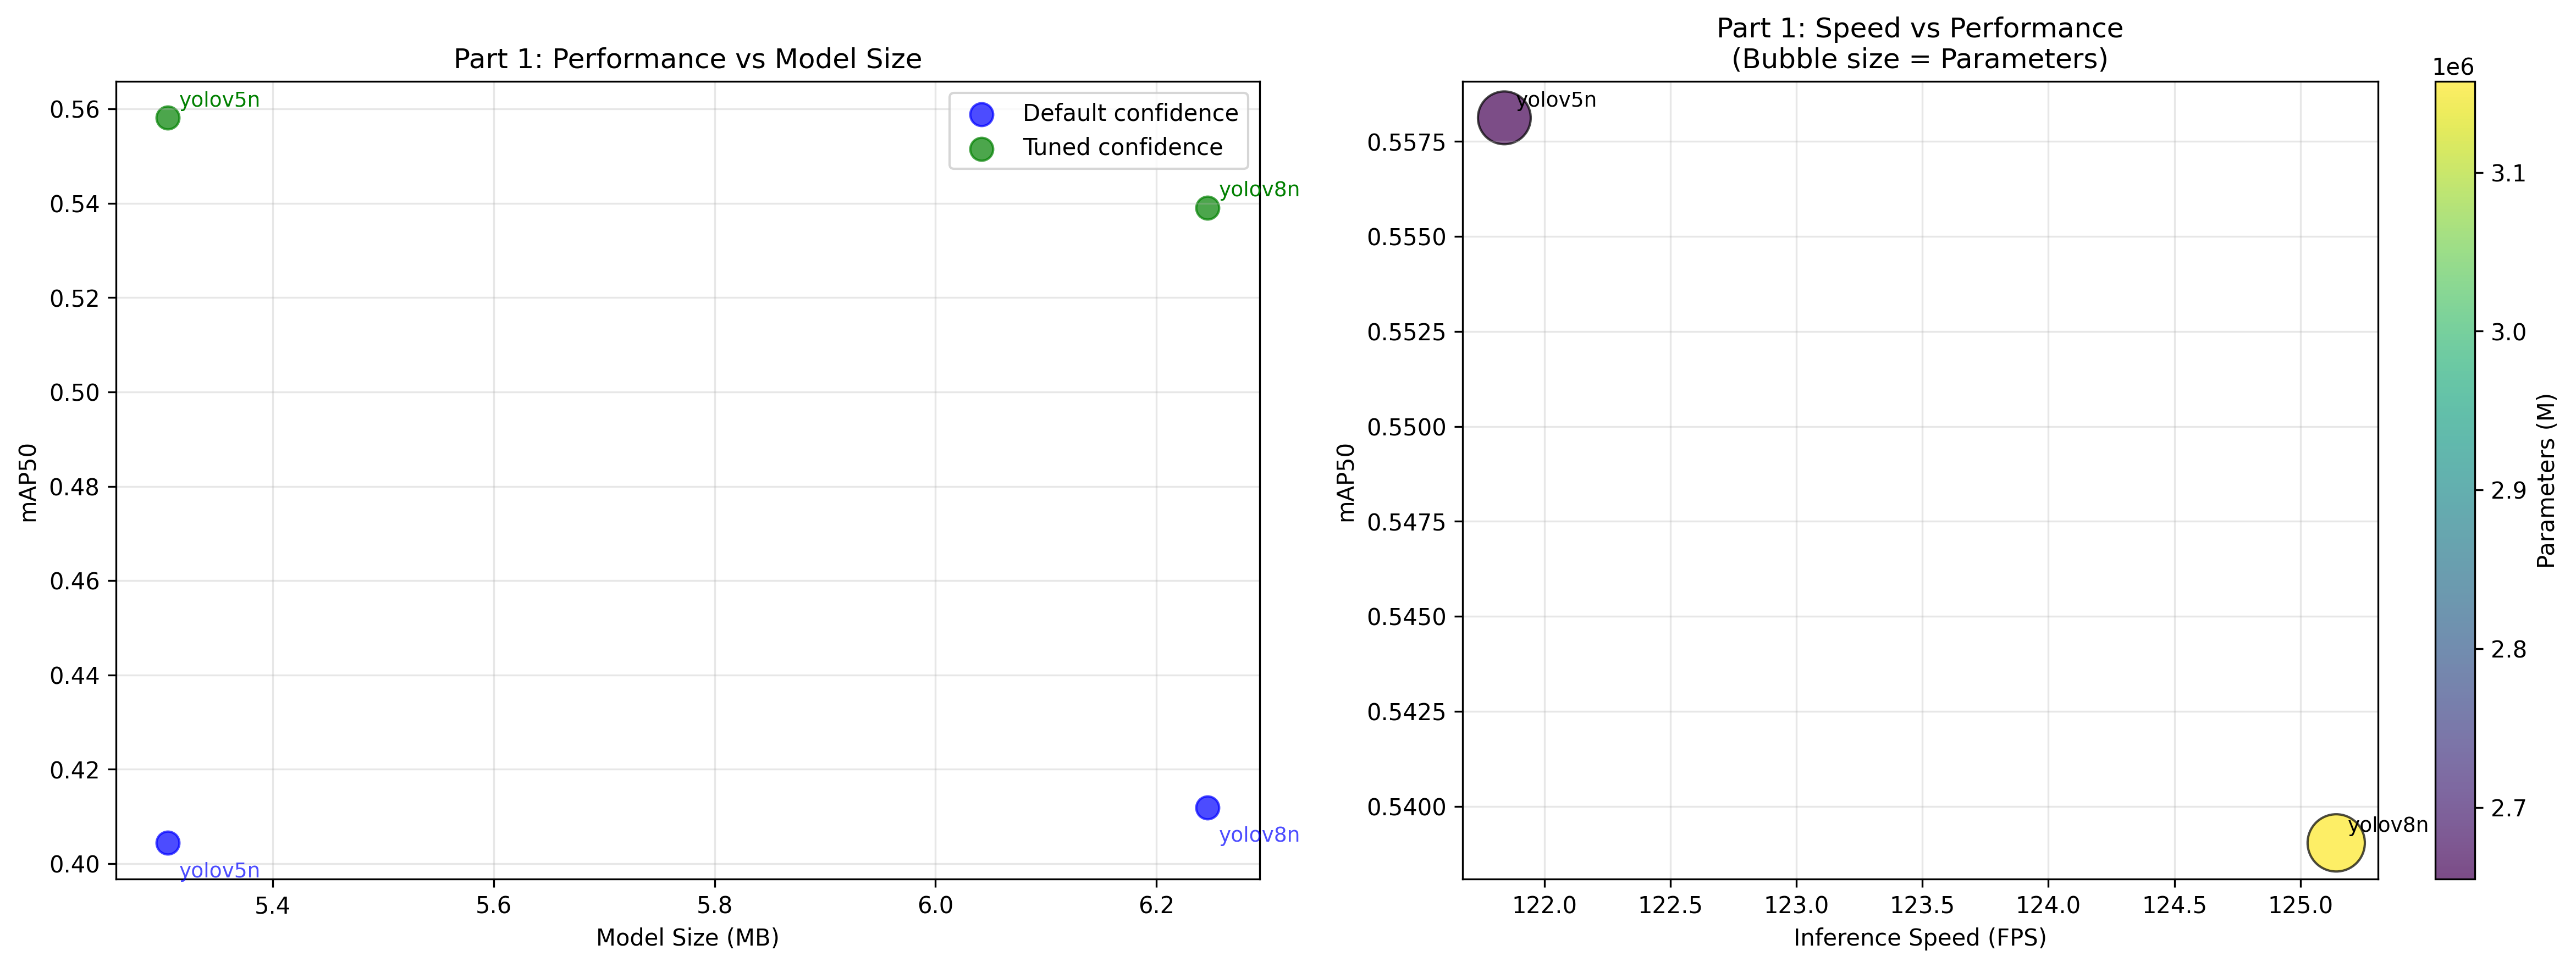 Part 1: Performance vs Model Size
Default confidence
Tuned confidence
yolov5n
yolov8n
yolov8n
yolov5n
0.56
0.54
0.52
0.50
0.48
0.46
0.44
0.42
0.40
mAP50
5.4 5.6 5.8 6.0 6.2
Model Size (MB)
Part 1: Speed vs Performance
(Bubble size = Parameters)
yolov5n
yolov8n
0.5575
0.5550
0.5525
0.5500
0.5475
0.5450
0.5425
0.5400
mAP50
122.0 122.5 123.0 123.5 124.0 124.5 125.0
Inference Speed (FPS)
1e6
3.1
3.0
2.9
2.8
2.7
Parameters (M)